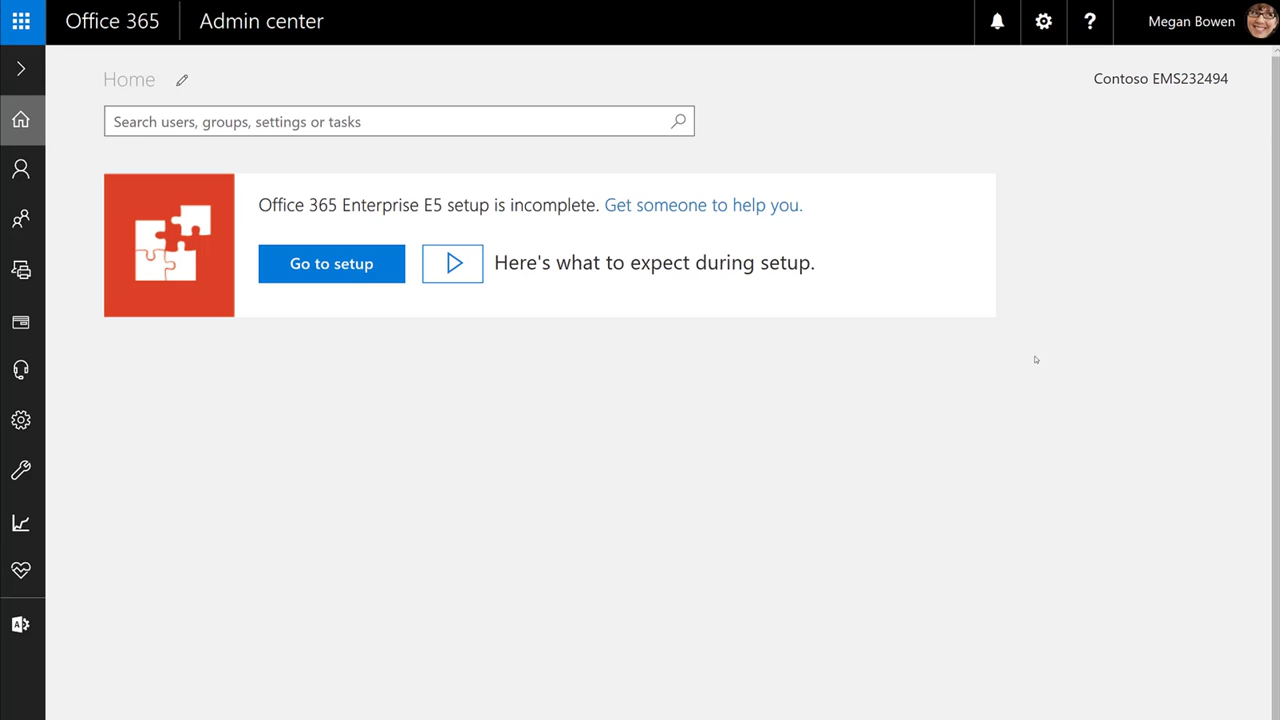 Office 365
Admin center
Megan Bowen
Home
Contoso EMS232494
Search users, groups, settings or tasks
Office 365 Enterprise E5 setup is incomplete. Get someone to help you.
Go to setup
Here's what to expect during setup.